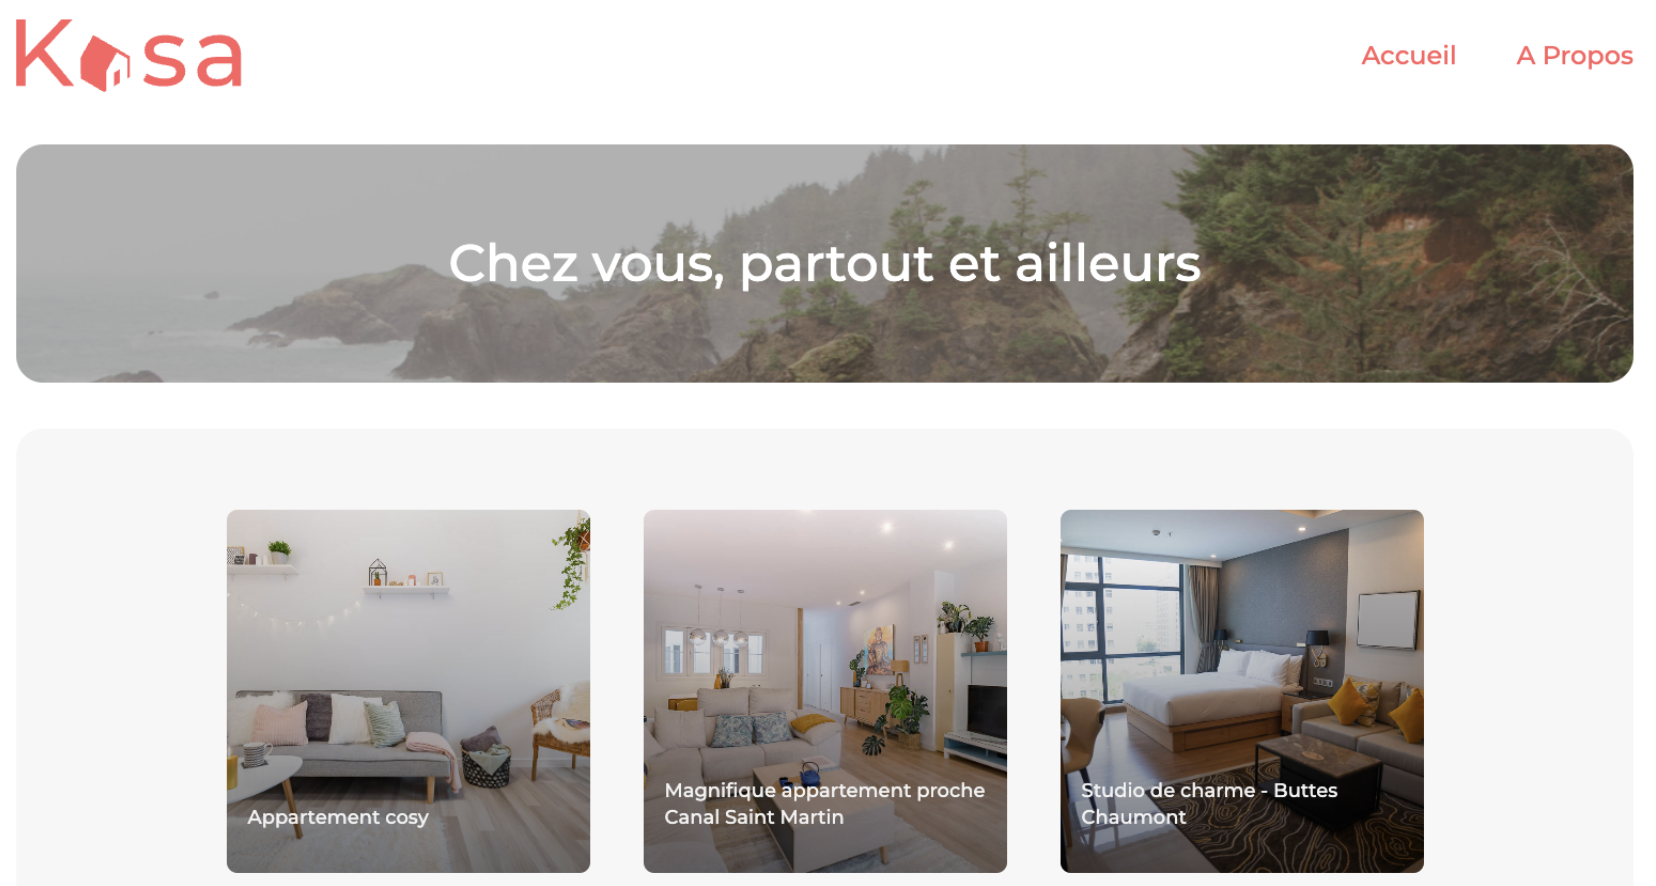 Kasa
Accueil
A Propos
Chez vous, partout et ailleurs
Appartement cosy
Magnifique appartement proche
Canal Saint Martin
Studio de charme - Buttes
Chaumont